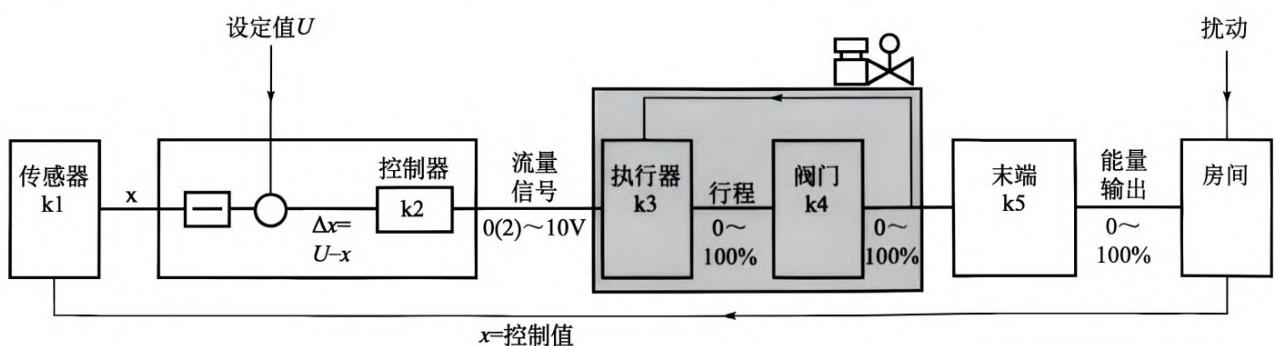 设定值U
扰动
传感器
k1
x
控制器
k2
Δx=
U−x
流量
信号
0(2)～10V
执行器
k3
行程
0～
100%
阀门
k4
0～
100%
末端
k5
能量
输出
0～
100%
房间
x=控制值